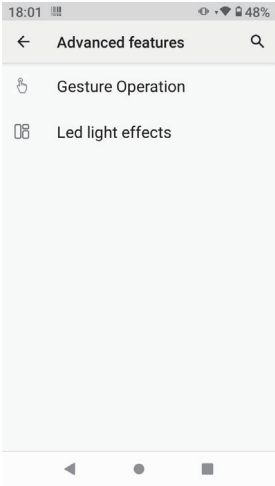 18:01 48%
Advanced features
Gesture Operation
Led light effects